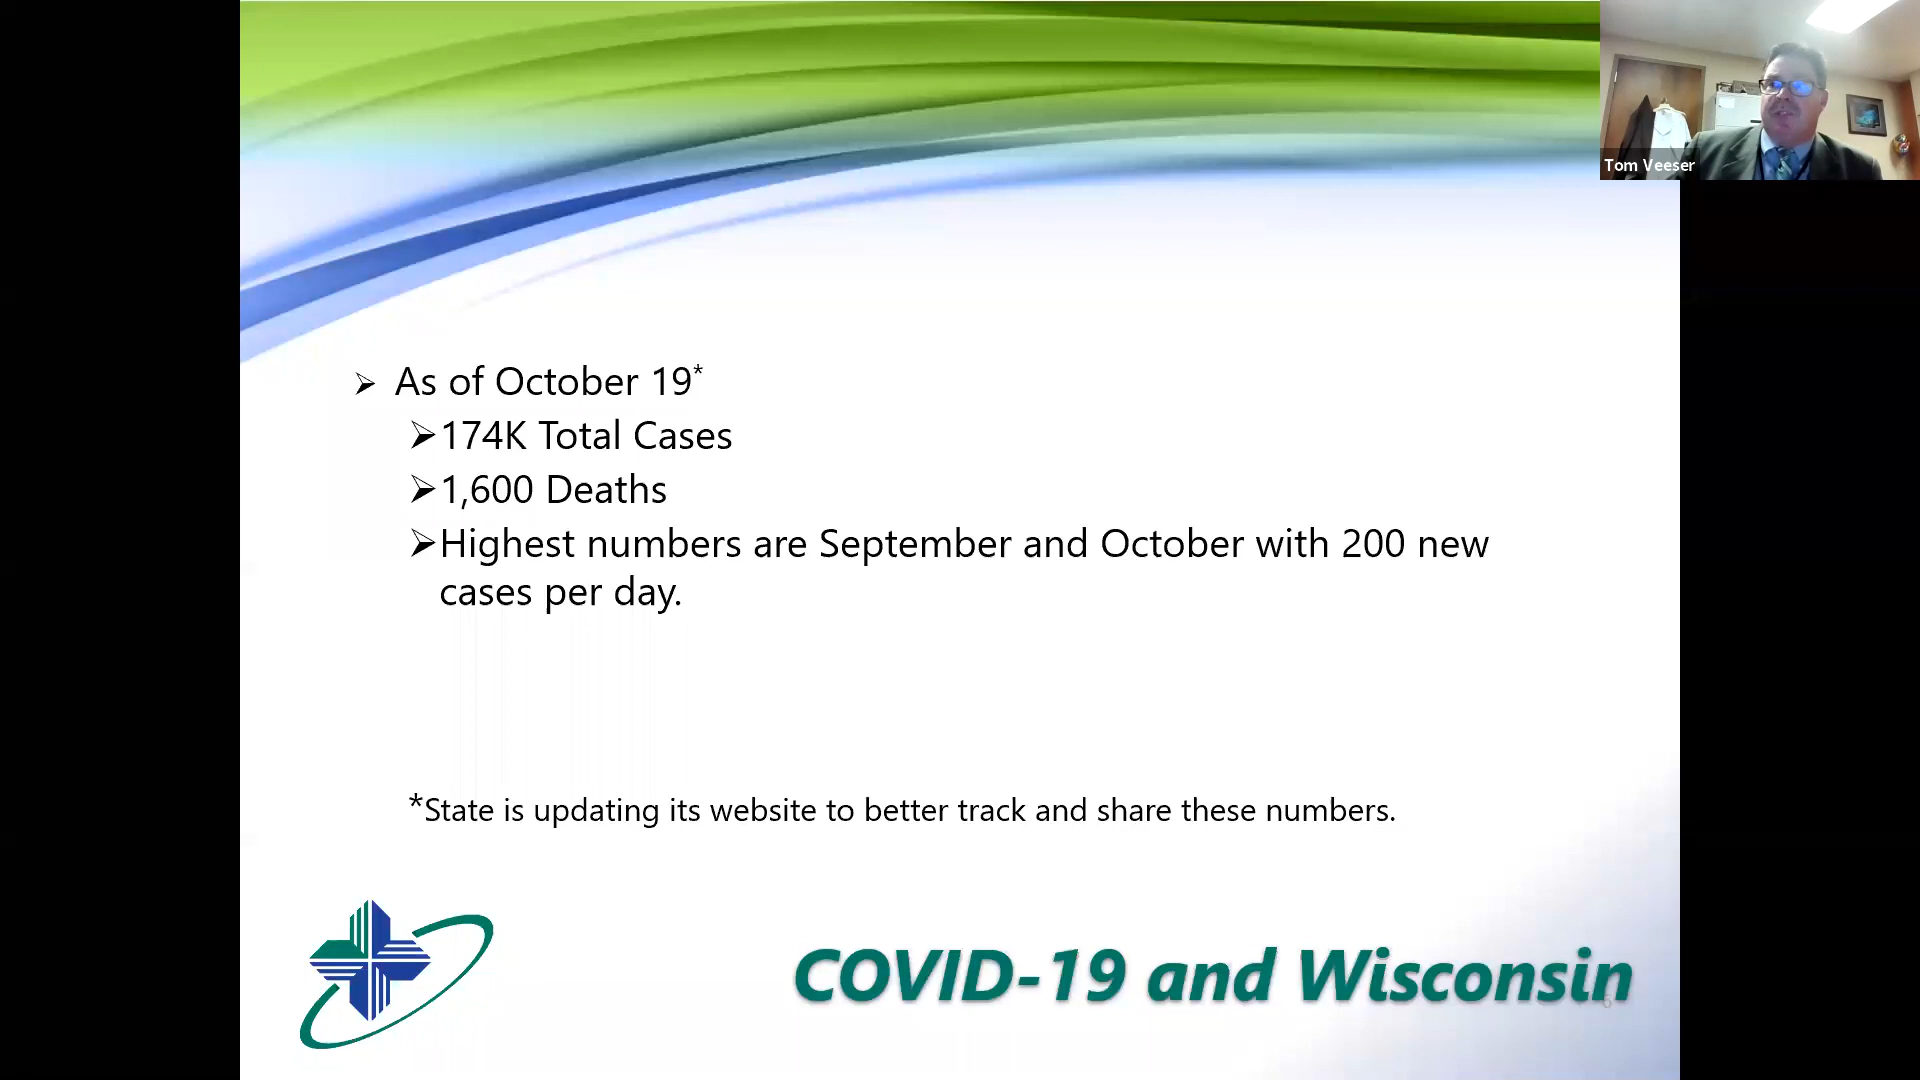 Tom Veeser
➢ As of October 19*
➢174K Total Cases
➢1,600 Deaths
➢Highest numbers are September and October with 200 new
cases per day.
*State is updating its website to better track and share these numbers.
COVID-19 and Wisconsin
6